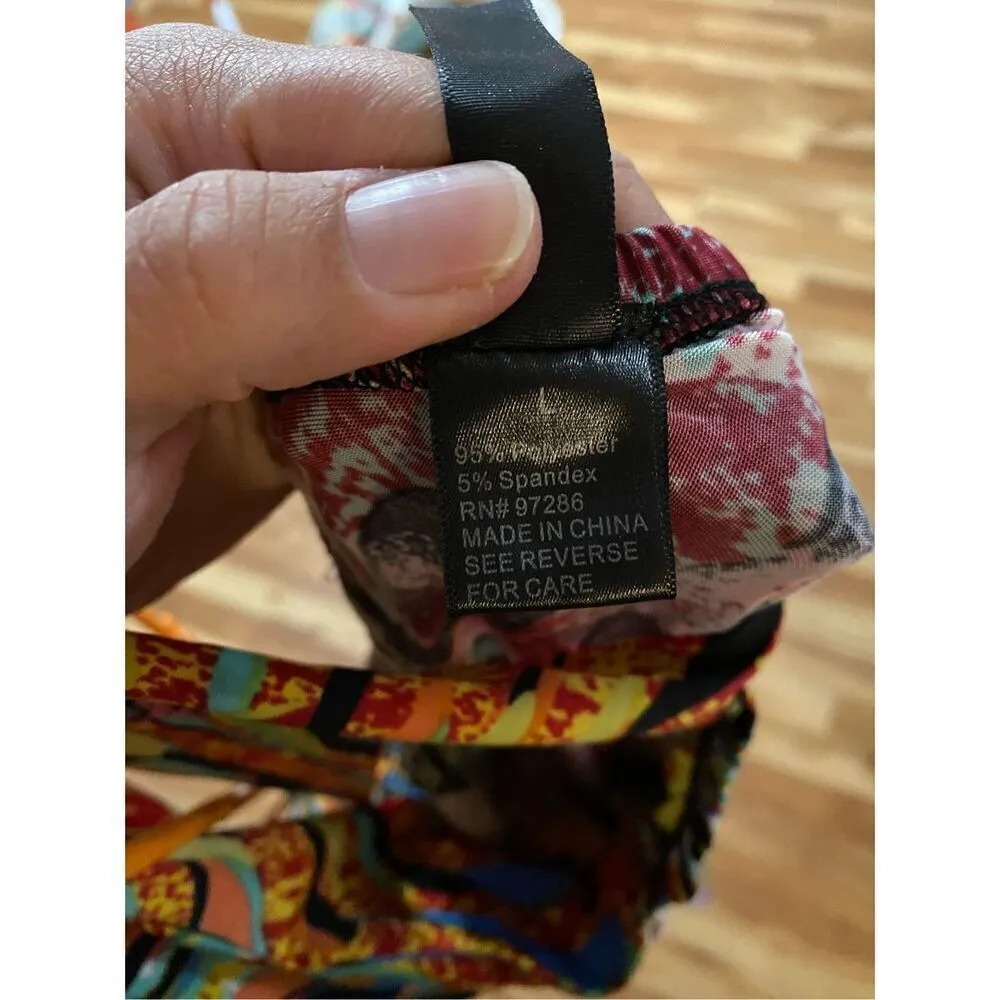 L
95% Polyester
5% Spandex
RN# 97286
MADE IN CHINA
SEE REVERSE
FOR CARE